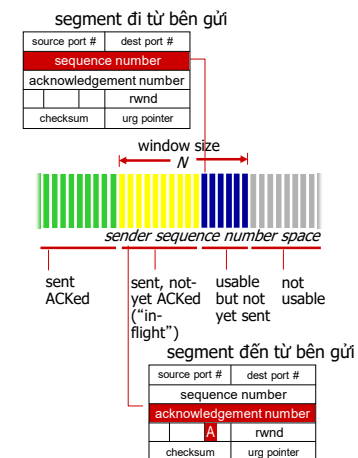 segment đi từ bên gửi
source port # dest port #
sequence number
acknowledgement number
rwnd
checksum urg pointer
window size
N
sender sequence number space
sent
ACKed
sent, not-
yet ACKed
("in-
flight")
usable
but not
yet sent
not
usable
segment đến từ bên gửi
source port # dest port #
sequence number
acknowledgement number
A rwnd
checksum urg pointer